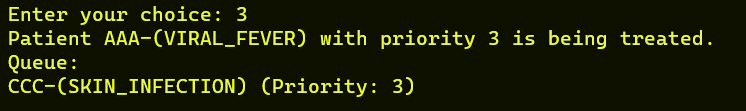 Enter your choice: 3
Patient AAA-(VIRAL_FEVER) with priority 3 is being treated.
Queue:
CCC-(SKIN_INFECTION) (Priority: 3)